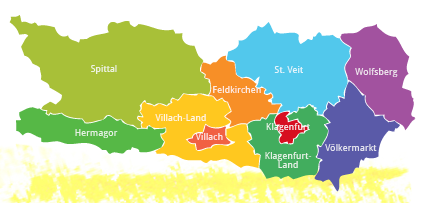 Spittal
St. Veit
Wolfsberg
Feldkirchen
Villach-Land
Klagenfurt
Hermagor
Villach
Völkermarkt
Klagenfurt-
Land